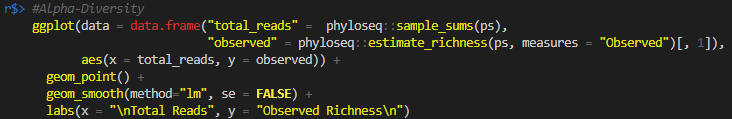 r$> #Alpha-Diversity
ggplot(data = data.frame("total_reads" =  phyloseq::sample_sums(ps),
"observed" = phyloseq::estimate_richness(ps, measures = "Observed")[, 1]),
aes(x = total_reads, y = observed)) +
geom_point() +
geom_smooth(method="lm", se = FALSE) +
labs(x = "\nTotal Reads", y = "Observed Richness\n")